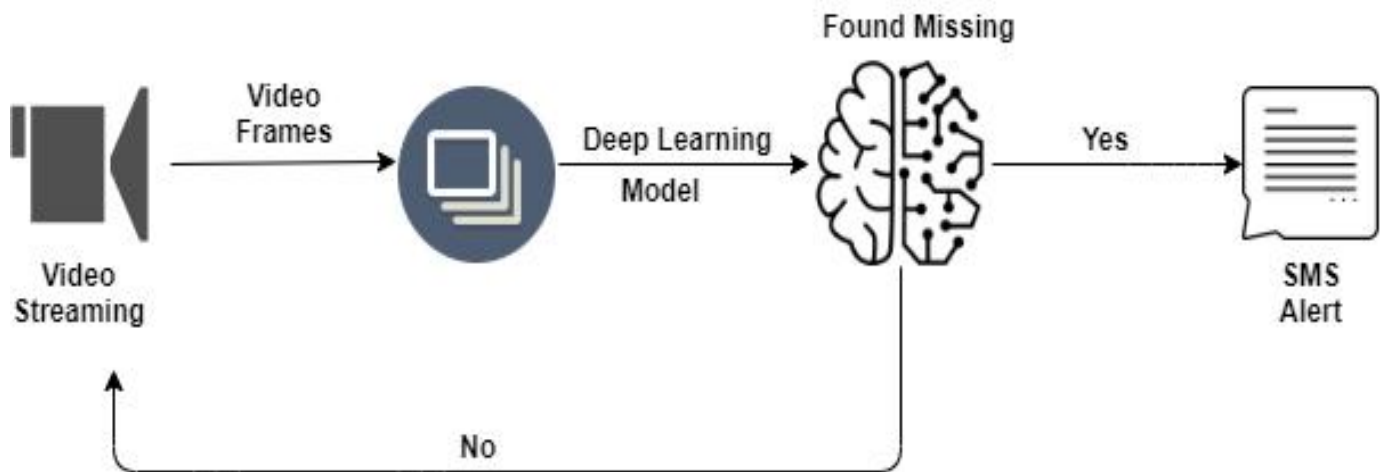 Found Missing
Video
Frames
Deep Learning
Model
Yes
Video
Streaming
SMS
Alert
No